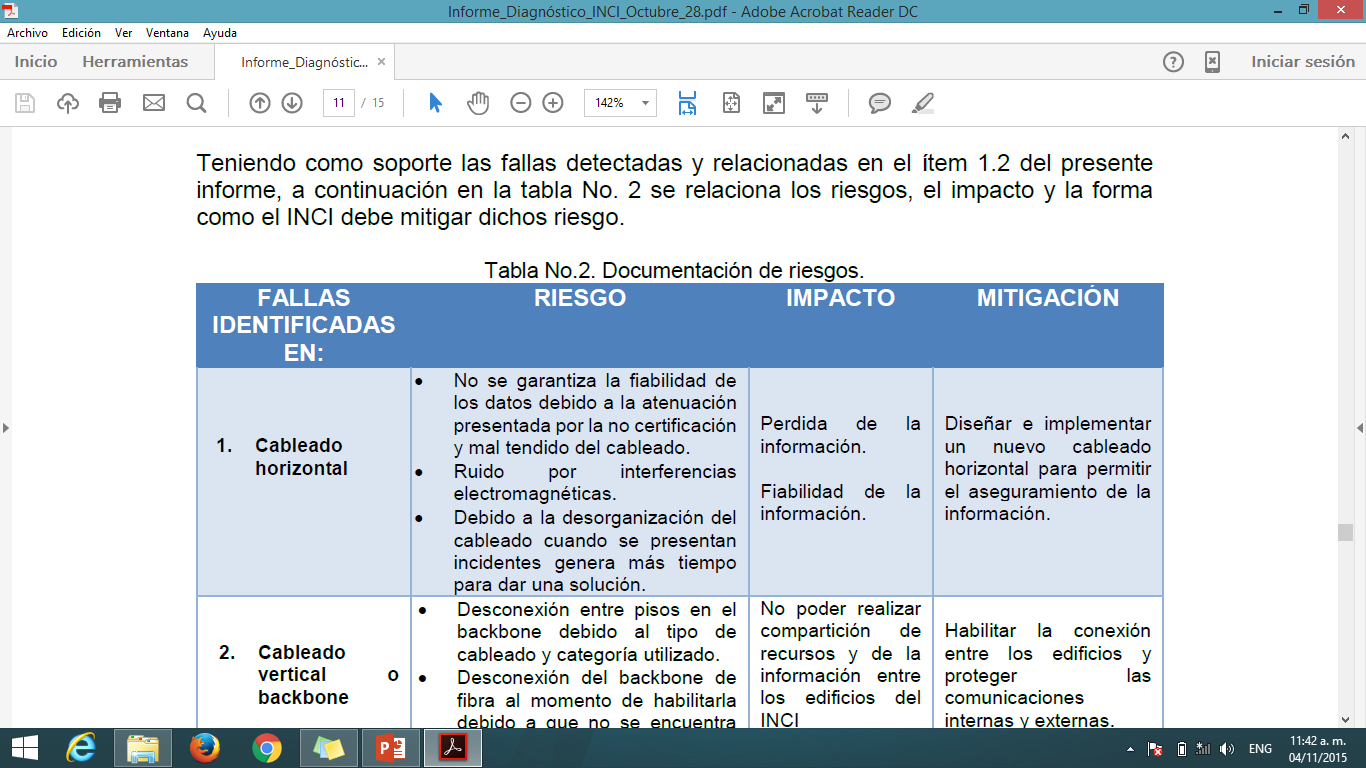 Informe_Diagnóstico_INCI_Octubre_28.pdf - Adobe Acrobat Reader DC
Archivo Edición Ver Ventana Ayuda
Inicio Herramientas Informe_Diagnóstic... × Iniciar sesión
11 / 15 142%
Teniendo como soporte las fallas detectadas y relacionadas en el ítem 1.2 del presente
informe, a continuación en la tabla No. 2 se relaciona los riesgos, el impacto y la forma
como el INCI debe mitigar dichos riesgo.
Tabla No.2. Documentación de riesgos.
FALLAS
IDENTIFICADAS
EN:
RIESGO
IMPACTO
MITIGACIÓN
1. Cableado
horizontal
• No se garantiza la fiabilidad de
los datos debido a la atenuación
presentada por la no certificación
y mal tendido del cableado.
• Ruido por interferencias
electromagnéticas.
• Debido a la desorganización del
cableado cuando se presentan
incidentes genera más tiempo
para dar una solución.
Perdida de la
información.
Fiabilidad de la
información.
Diseñar e implementar
un nuevo cableado
horizontal para permitir
el aseguramiento de la
información.
2. Cableado
vertical o
backbone
• Desconexión entre pisos en el
backbone debido al tipo de
cableado y categoría utilizado.
• Desconexión del backbone de
fibra al momento de habilitarla
debido a que no se encuentra
No poder realizar
compartición de
recursos y de la
información entre
los edificios del
INCI
Habilitar la conexión
entre los edificios y
proteger las
comunicaciones
internas y externas.
ENG
11:42 a. m.
04/11/2015